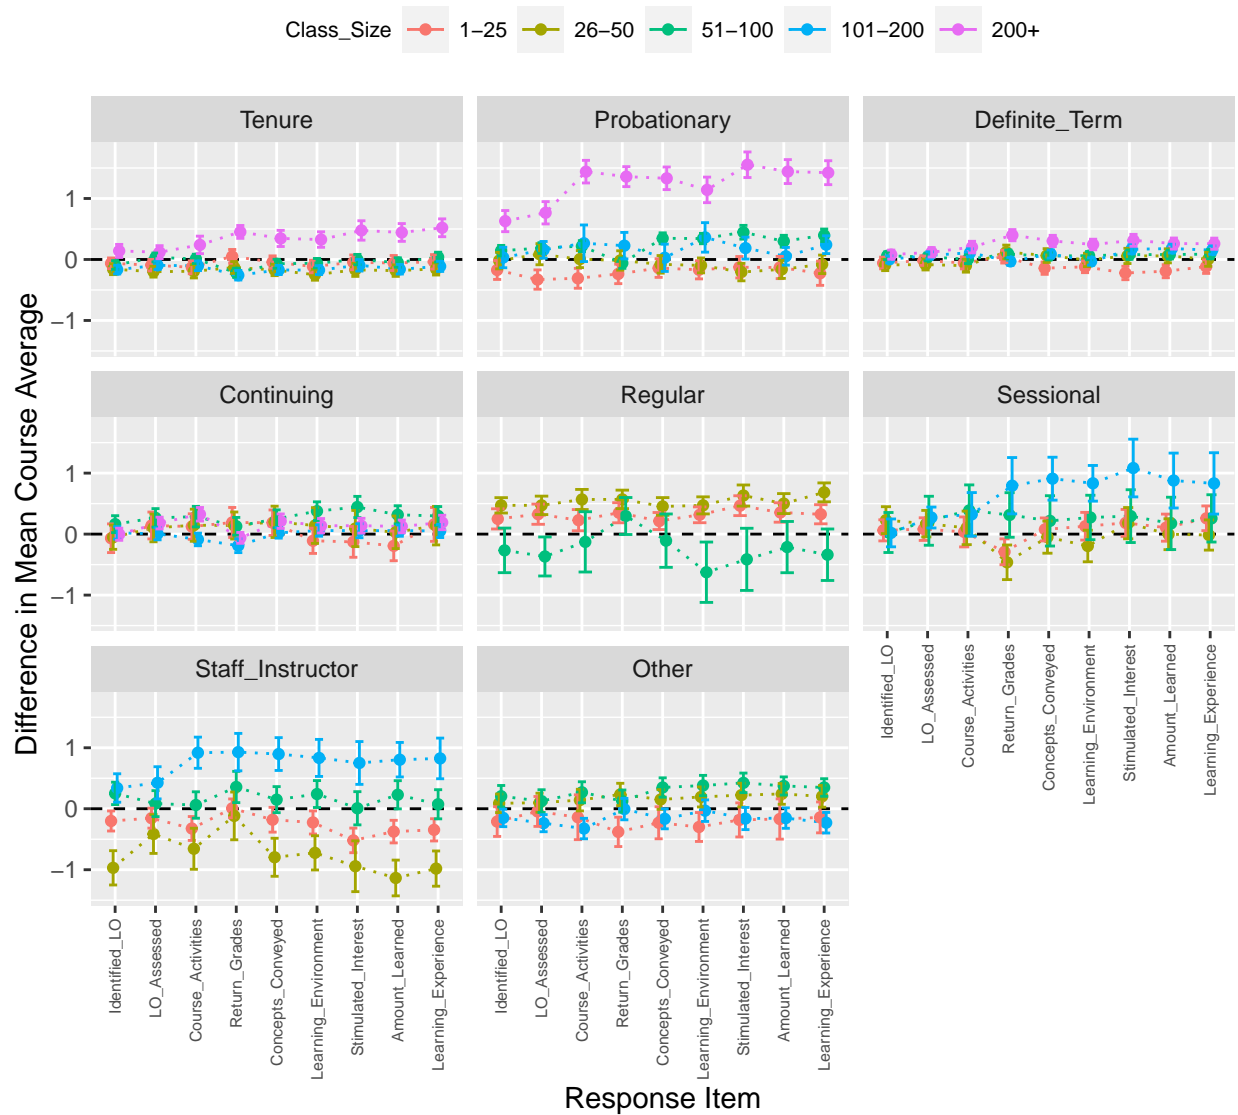 Class_Size 1−25 26−50 51−100 101−200 200+
Tenure Probationary Definite_Term
1
0
−1
Continuing Regular Sessional
1
0
−1
Staff_Instructor Other
1
0
−1
Difference in Mean Course Average
Identified_LO
LO_Assessed
Course_Activities
Return_Grades
Concepts_Conveyed
Learning_Environment
Stimulated_Interest
Amount_Learned
Learning_Experience
Identified_LO
LO_Assessed
Course_Activities
Return_Grades
Concepts_Conveyed
Learning_Environment
Stimulated_Interest
Amount_Learned
Learning_Experience
Identified_LO
LO_Assessed
Course_Activities
Return_Grades
Concepts_Conveyed
Learning_Environment
Stimulated_Interest
Amount_Learned
Learning_Experience
Response Item